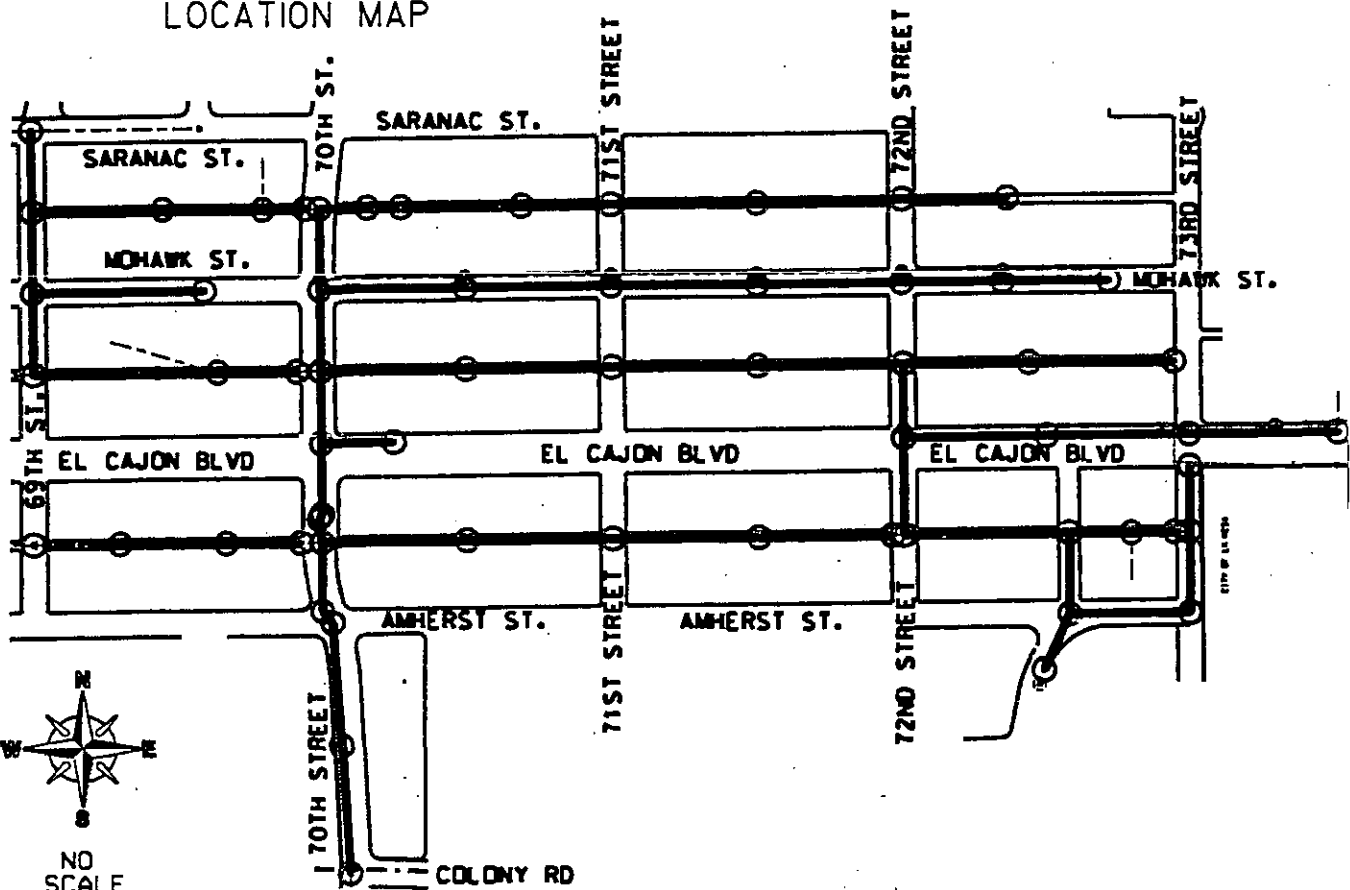 LOCATION MAP
70TH ST.
71ST STREET
72ND STREET
73RD STREET
SARANAC ST.
SARANAC ST.
MOHAWK ST.
MOHAWK ST.
69TH ST.
EL CAJON BLVD
EL CAJON BLVD
EL CAJON BLVD
AMHERST ST.
AMHERST ST.
71ST STREET
72ND STREET
70TH STREET
N
W
E
S
NO
SCALE
COLONY RD